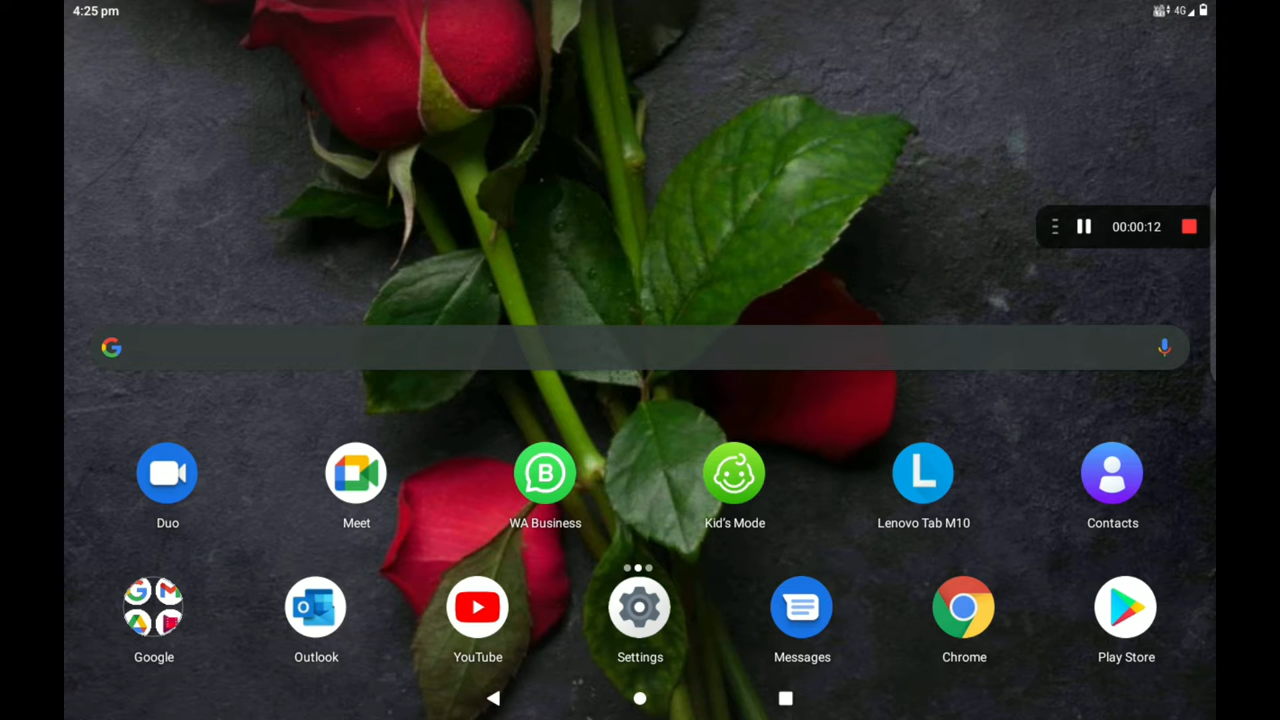 4:25 pm
4G
00:00:12
Duo
Meet
WA Business
Kid's Mode
Lenovo Tab M10
Contacts
Google
Outlook
YouTube
Settings
Messages
Chrome
Play Store